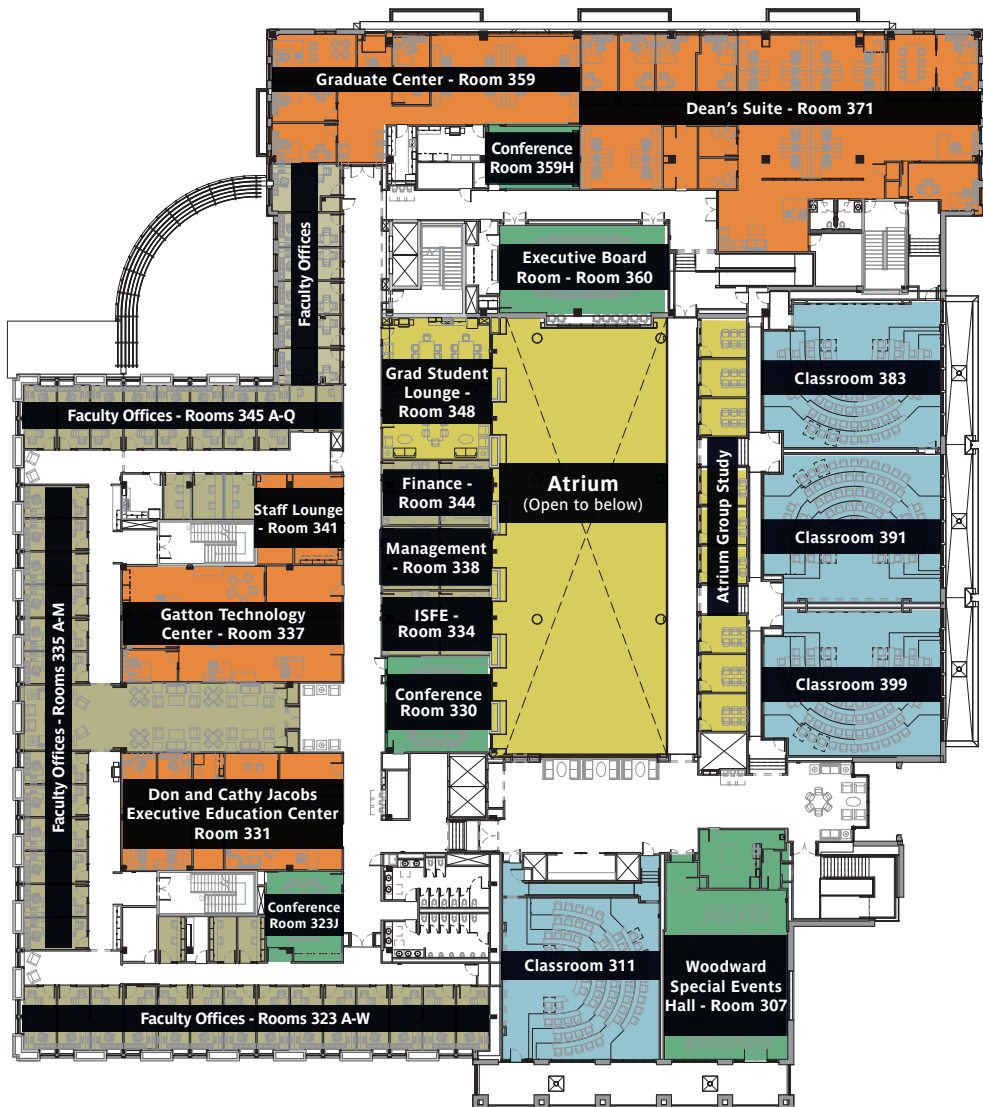 Graduate Center - Room 359
Dean’s Suite - Room 371
Conference
Room 359H
Faculty Offices
Executive Board
Room - Room 360
Grad Student
Lounge -
Room 348
Classroom 383
Faculty Offices - Rooms 345 A-Q
Finance -
Room 344
Atrium
(Open to below)
Atrium Group Study
Staff Lounge
- Room 341
Classroom 391
Management
- Room 338
Faculty Offices - Rooms 335 A-M
Gatton Technology
Center - Room 337
ISFE -
Room 334
Classroom 399
Conference
Room 330
Don and Cathy Jacobs
Executive Education Center
Room 331
Conference
Room 323J
Classroom 311
Woodward
Special Events
Hall - Room 307
Faculty Offices - Rooms 323 A-W